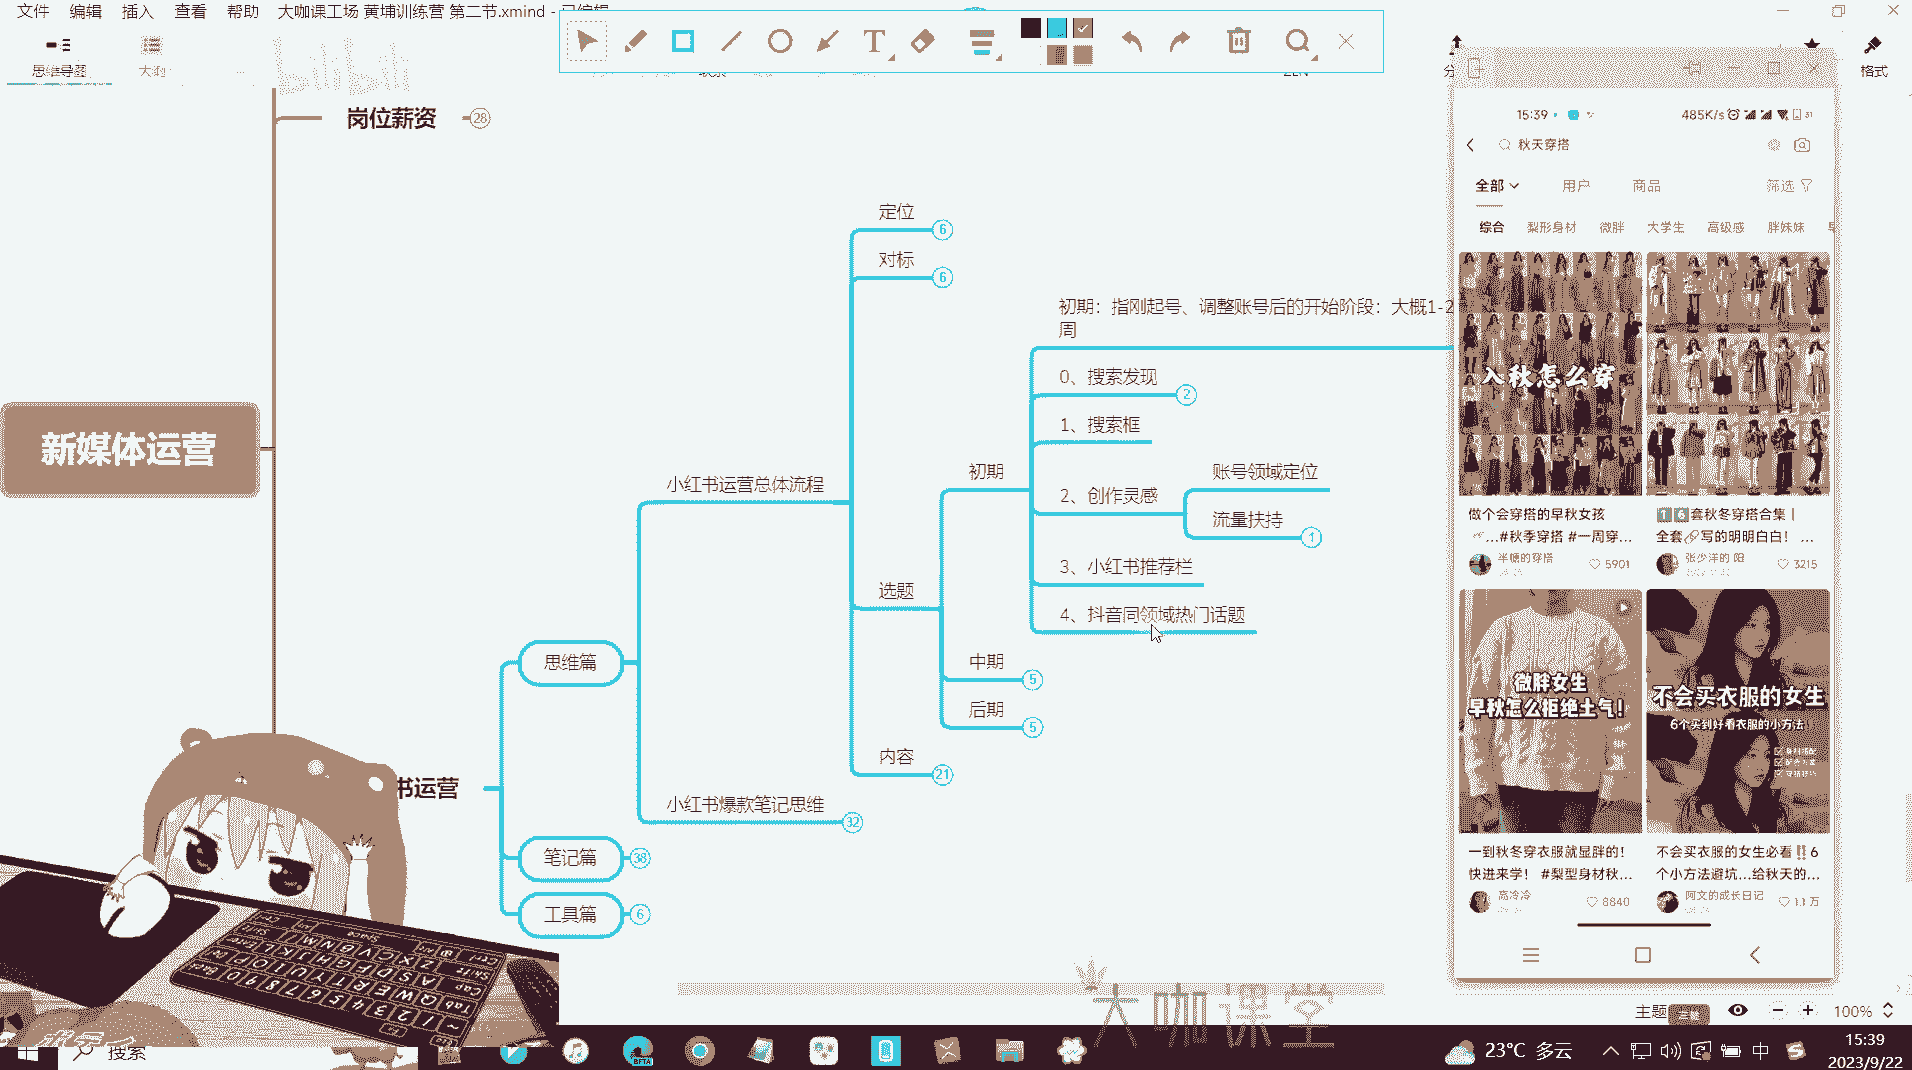 文件 编辑 插入 查看 帮助 大咖课工场 黄埔训练营 第二节.xmind - 已编辑
思维导图
bilibili
格式
岗位薪资 28
新媒体运营
书运营
思维篇
笔记篇 38
工具篇 6
小红书运营总体流程
小红书爆款笔记思维 32
定位 6
对标 6
选题
内容 21
初期
中期 5
后期 5
初期：指刚起号、调整账号后的开始阶段：大概1-2
周
0、搜索发现 2
1、搜索框
2、创作灵感
账号领域定位
流量扶持 1
3、小红书推荐栏
4、抖音同领域热门话题
15:39 485K/s 31
秋天穿搭
全部 用户 商品 筛选
综合 梨形身材 微胖 大学生 高级感 胖妹妹
入秋怎么穿
做个会穿搭的早秋女孩
...#秋季穿搭 #一周穿...
半糖的穿搭 5901
16套秋冬穿搭合集｜
全套🔗写的明明白白！ ...
张少洋的 阳 3215
微胖女生
早秋怎么拒绝土气！
一到秋冬穿衣服就显胖的！
快进来学！ #梨型身材秋...
高冷冷 8840
不会买衣服的女生
6个买到好看衣服的小方法
不会买衣服的女生必看‼️6
个小方法避坑...给秋天的...
阿文的成长日记 1.1 万
大咖课堂
主题 100%
搜索
BETA
23°C 多云 中
15:39
2023/9/22